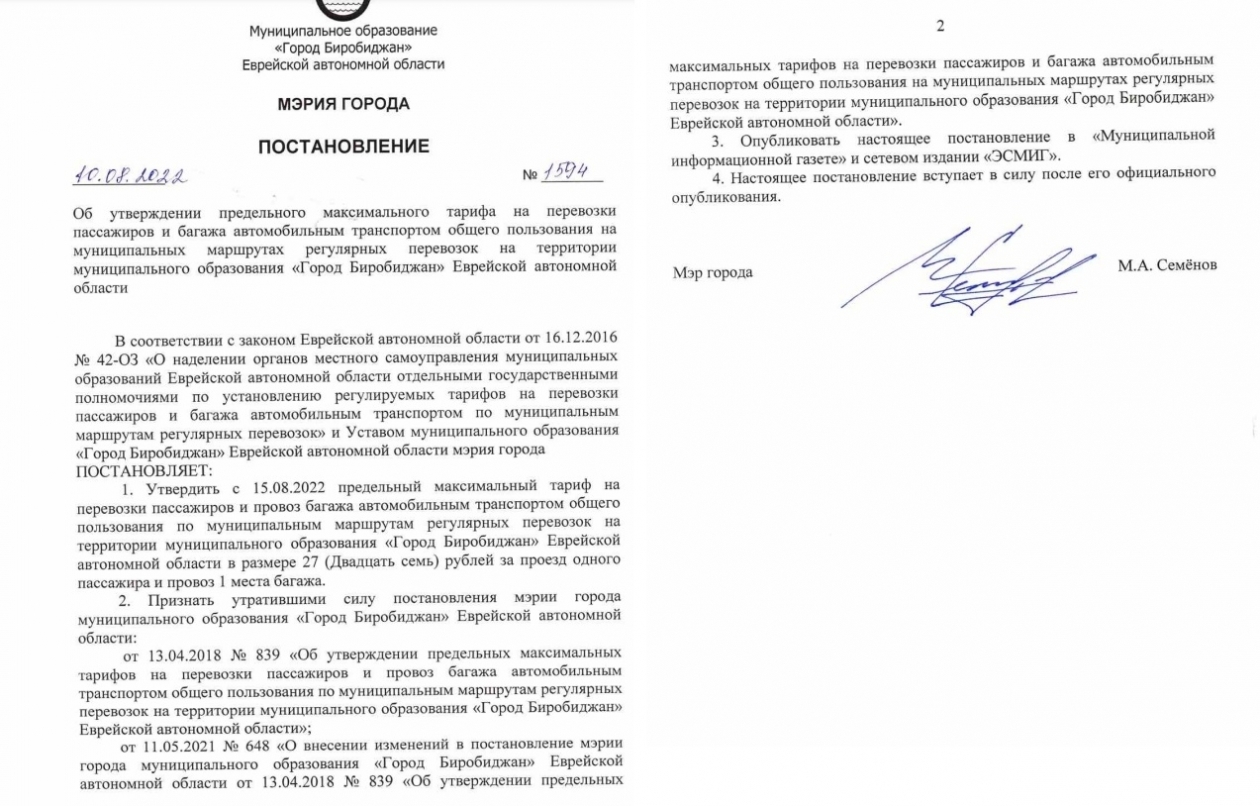 Муниципальное образование
«Город Биробиджан»
Еврейской автономной области
МЭРИЯ ГОРОДА
ПОСТАНОВЛЕНИЕ
10.08.2022 № 1594
Об утверждении предельного максимального тарифа на перевозки
пассажиров и багажа автомобильным транспортом общего пользования на
муниципальных маршрутах регулярных перевозок на территории
муниципального образования «Город Биробиджан» Еврейской автономной
области
В соответствии с законом Еврейской автономной области от 16.12.2016
№ 42-ОЗ «О наделении органов местного самоуправления муниципальных
образований Еврейской автономной области отдельными государственными
полномочиями по установлению регулируемых тарифов на перевозки
пассажиров и багажа автомобильным транспортом по муниципальным
маршрутам регулярных перевозок» и Уставом муниципального образования
«Город Биробиджан» Еврейской автономной области мэрия города
ПОСТАНОВЛЯЕТ:
1. Утвердить с 15.08.2022 предельный максимальный тариф на
перевозки пассажиров и провоз багажа автомобильным транспортом общего
пользования по муниципальным маршрутам регулярных перевозок на
территории муниципального образования «Город Биробиджан» Еврейской
автономной области в размере 27 (Двадцать семь) рублей за проезд одного
пассажира и провоз 1 места багажа.
2. Признать утратившими силу постановления мэрии города
муниципального образования «Город Биробиджан» Еврейской автономной
области:
от 13.04.2018 № 839 «Об утверждении предельных максимальных
тарифов на перевозки пассажиров и провоз багажа автомобильным
транспортом общего пользования по муниципальным маршрутам регулярных
перевозок на территории муниципального образования «Город Биробиджан»
Еврейской автономной области»;
от 11.05.2021 № 648 «О внесении изменений в постановление мэрии
города муниципального образования «Город Биробиджан» Еврейской
автономной области от 13.04.2018 № 839 «Об утверждении предельных
2
максимальных тарифов на перевозки пассажиров и багажа автомобильным
транспортом общего пользования на муниципальных маршрутах регулярных
перевозок на территории муниципального образования «Город Биробиджан»
Еврейской автономной области».
3. Опубликовать настоящее постановление в «Муниципальной
информационной газете» и сетевом издании «ЭСМИГ».
4. Настоящее постановление вступает в силу после его официального
опубликования.
Мэр города М.А. Семёнов